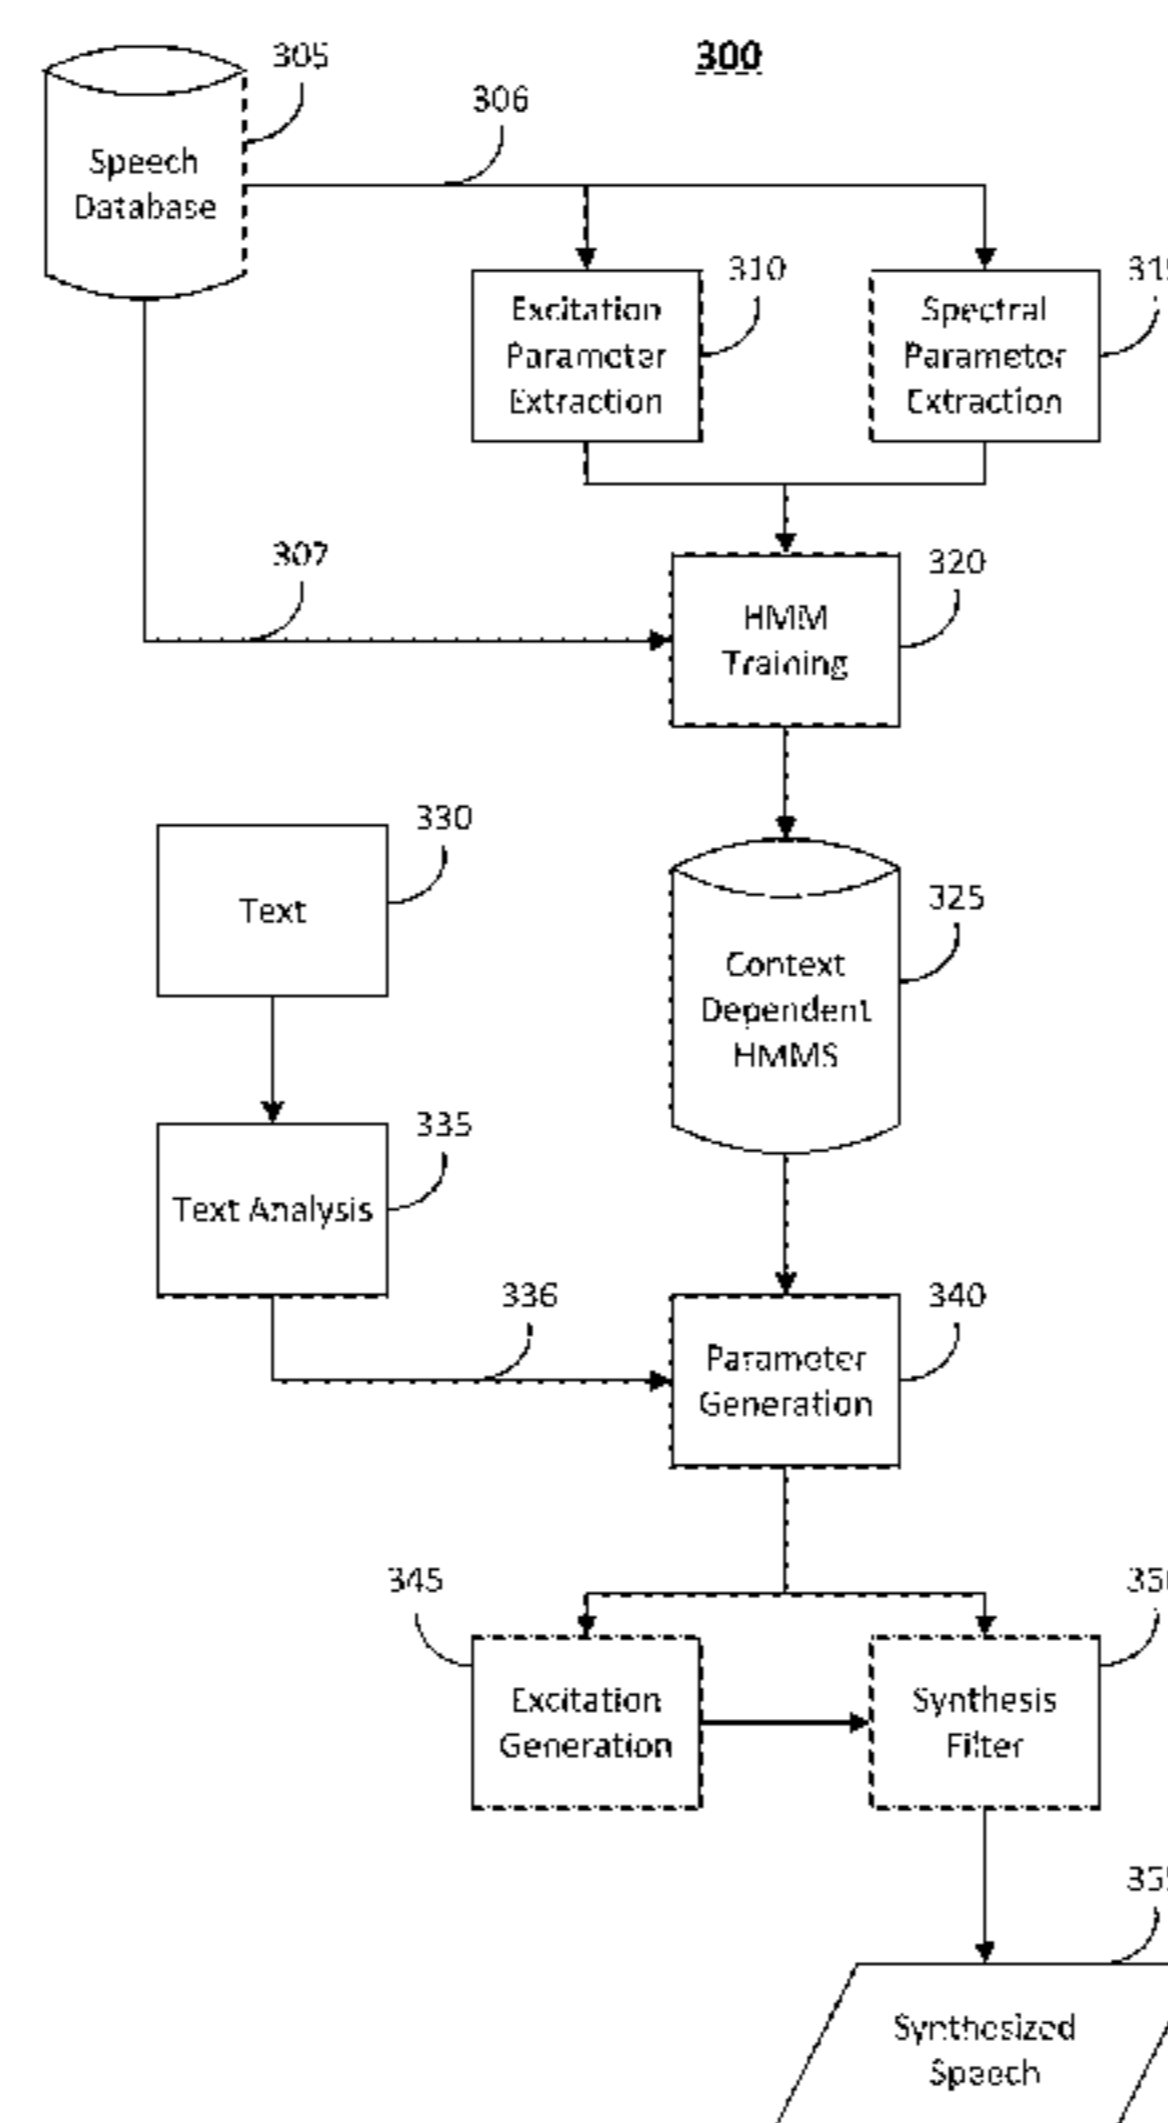 300
305
Speech
Database
306
310
Excitation
Parameter
Extraction
Spectral
Parameter
Extraction
307
320
HMM
Training
330
Text
325
Context
Dependent
HMMS
335
Text Analysis
336
340
Parameter
Generation
345
Excitation
Generation
Synthesis
Filter
Synthesized
Speech